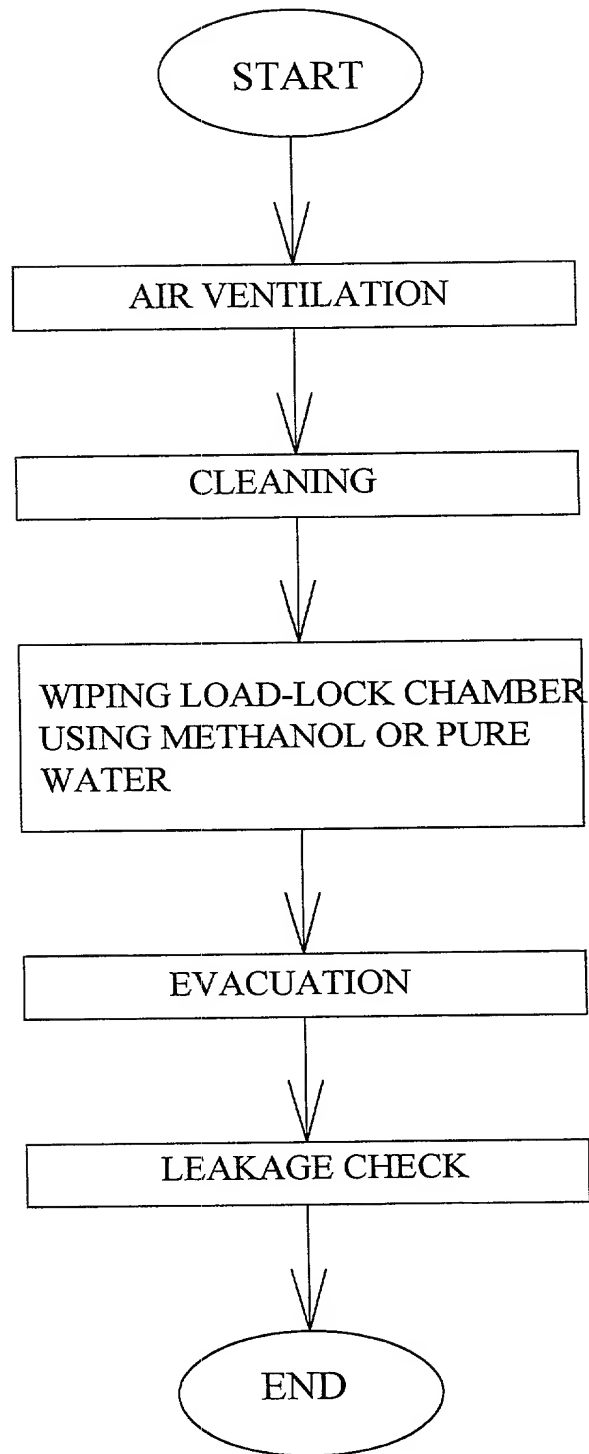 START
AIR VENTILATION
CLEANING
WIPING LOAD-LOCK CHAMBER
USING METHANOL OR PURE
WATER
EVACUATION
LEAKAGE CHECK
END